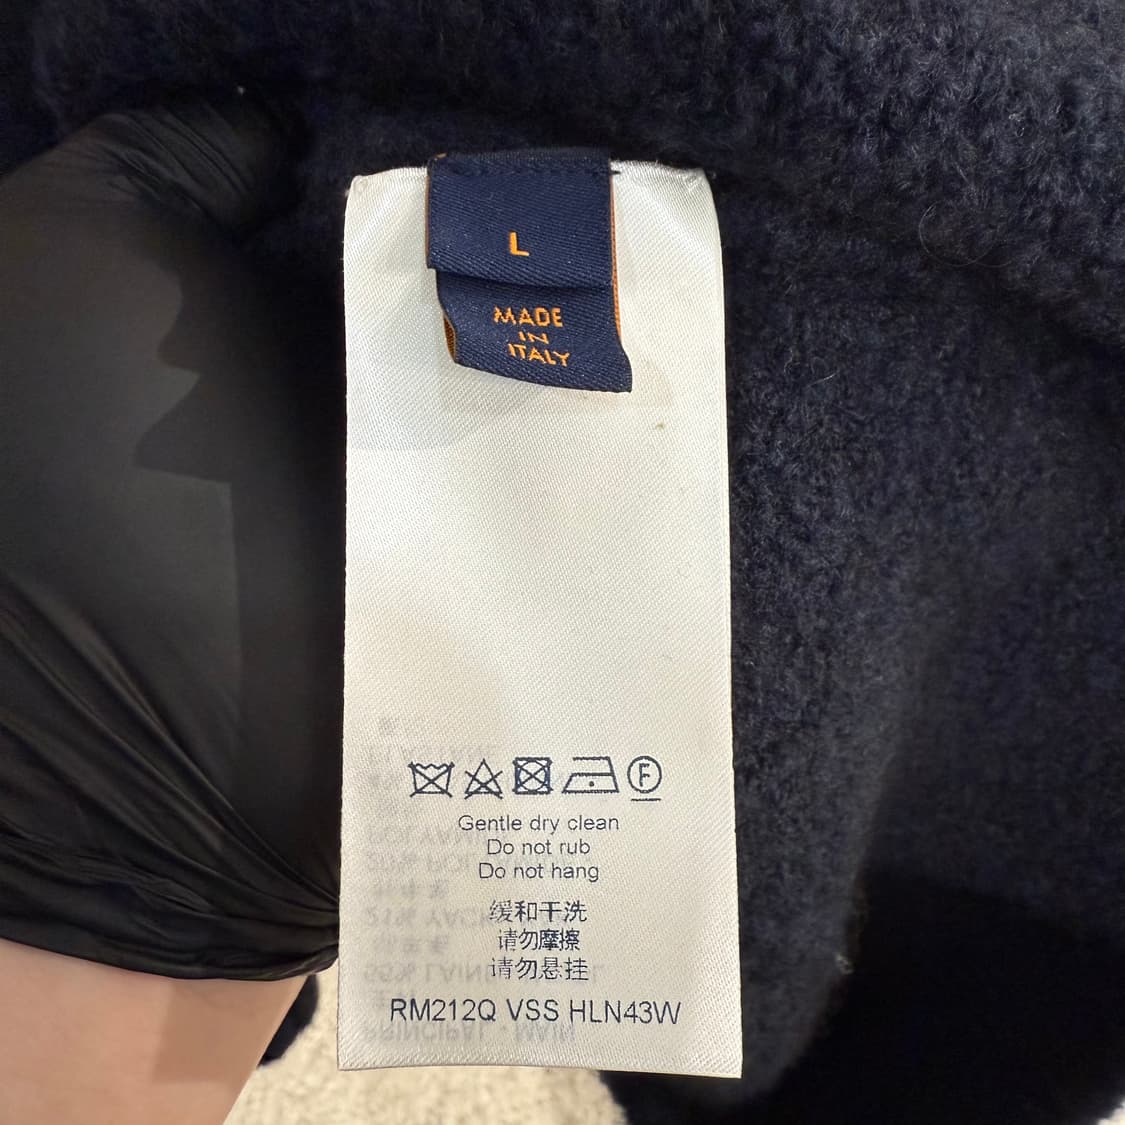 L
MADE
IN
ITALY
F
Gentle dry clean
Do not rub
Do not hang
缓和干洗
请勿摩擦
请勿悬挂
RM212Q VSS HLN43W